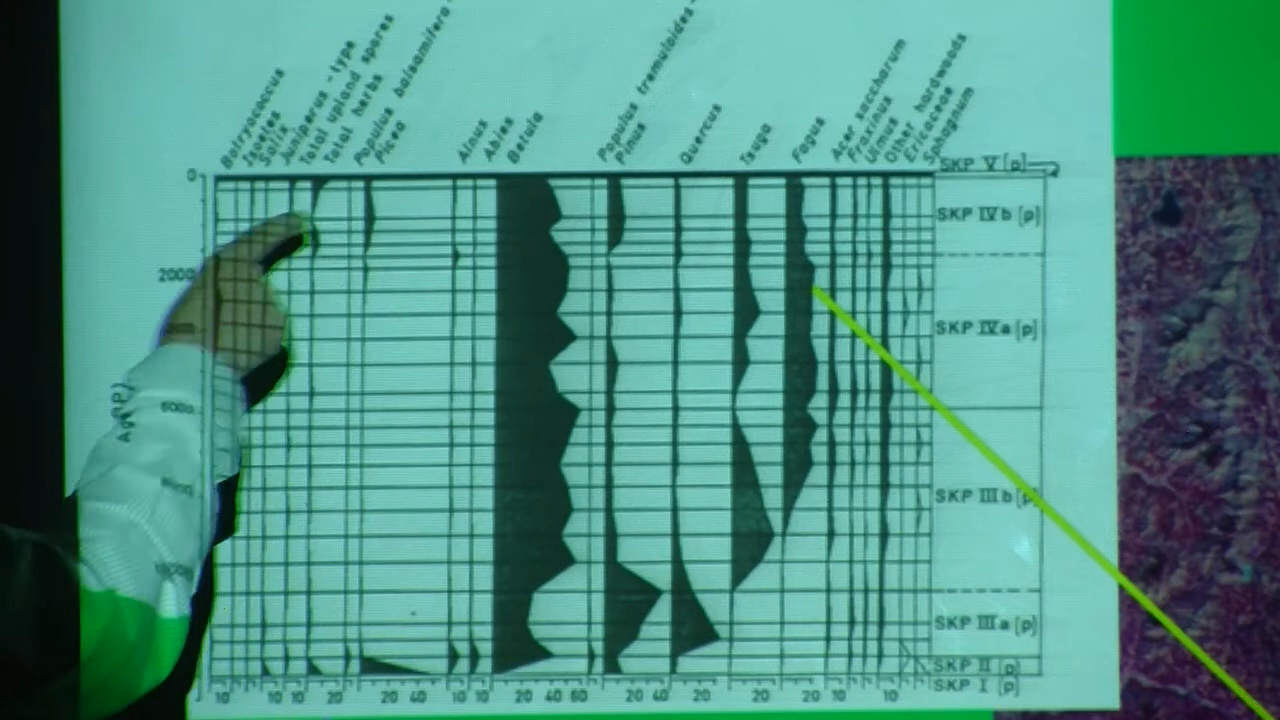 Botryococcus
Isoetes
Salix
Juniperus - type
Total upland spores
Total herbs
Populus balsamifera -
Picea
Alnus
Abies
Betula
Populus tremuloides -
Pinus
Quercus
Tsuga
Fagus
Acer saccharum
Fraxinus
Ulmus
Other hardwoods
Ericaceae
Sphagnum
0
SKP V [p]
SKP IV b [p]
2000
SKP IV a [p]
SKP III b [p]
SKP III a [p]
SKP II [p]
SKP I [p]
10 10 10 20 20 40 10 10 20 40 60 20 40 20 20 20 10